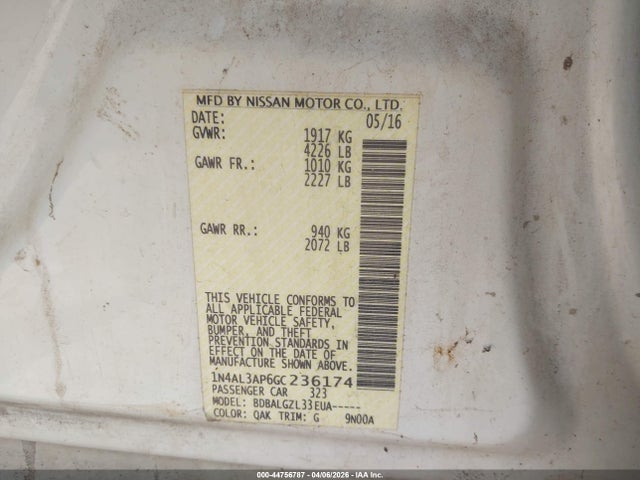 MFD BY NISSAN MOTOR CO., LTD.
DATE: 05/16
GVWR: 1917 KG
4226 LB
GAWR FR.: 1010 KG
2227 LB
GAWR RR.: 940 KG
2072 LB
THIS VEHICLE CONFORMS TO
ALL APPLICABLE FEDERAL
MOTOR VEHICLE SAFETY,
BUMPER, AND THEFT
PREVENTION STANDARDS IN
EFFECT ON THE DATE OF
MANUFACTURE SHOWN ABOVE.
1N4AL3AP6GC236174
PASSENGER CAR 323
MODEL: BDBALGZL33EUA-----
COLOR: QAK TRIM: G 9N00A
000-44756787 - 04/06/2026 - IAAI.COM